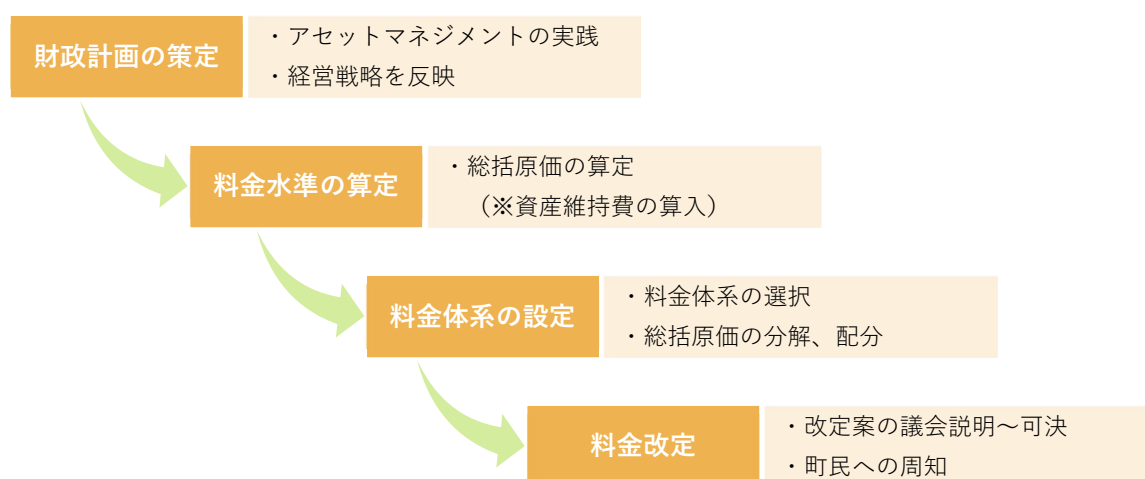 財政計画の策定
・アセットマネジメントの実践
・経営戦略を反映
料金水準の算定
・総括原価の算定
（※資産維持費の算入）
料金体系の設定
・料金体系の選択
・総括原価の分解、配分
料金改定
・改定案の議会説明～可決
・町民への周知